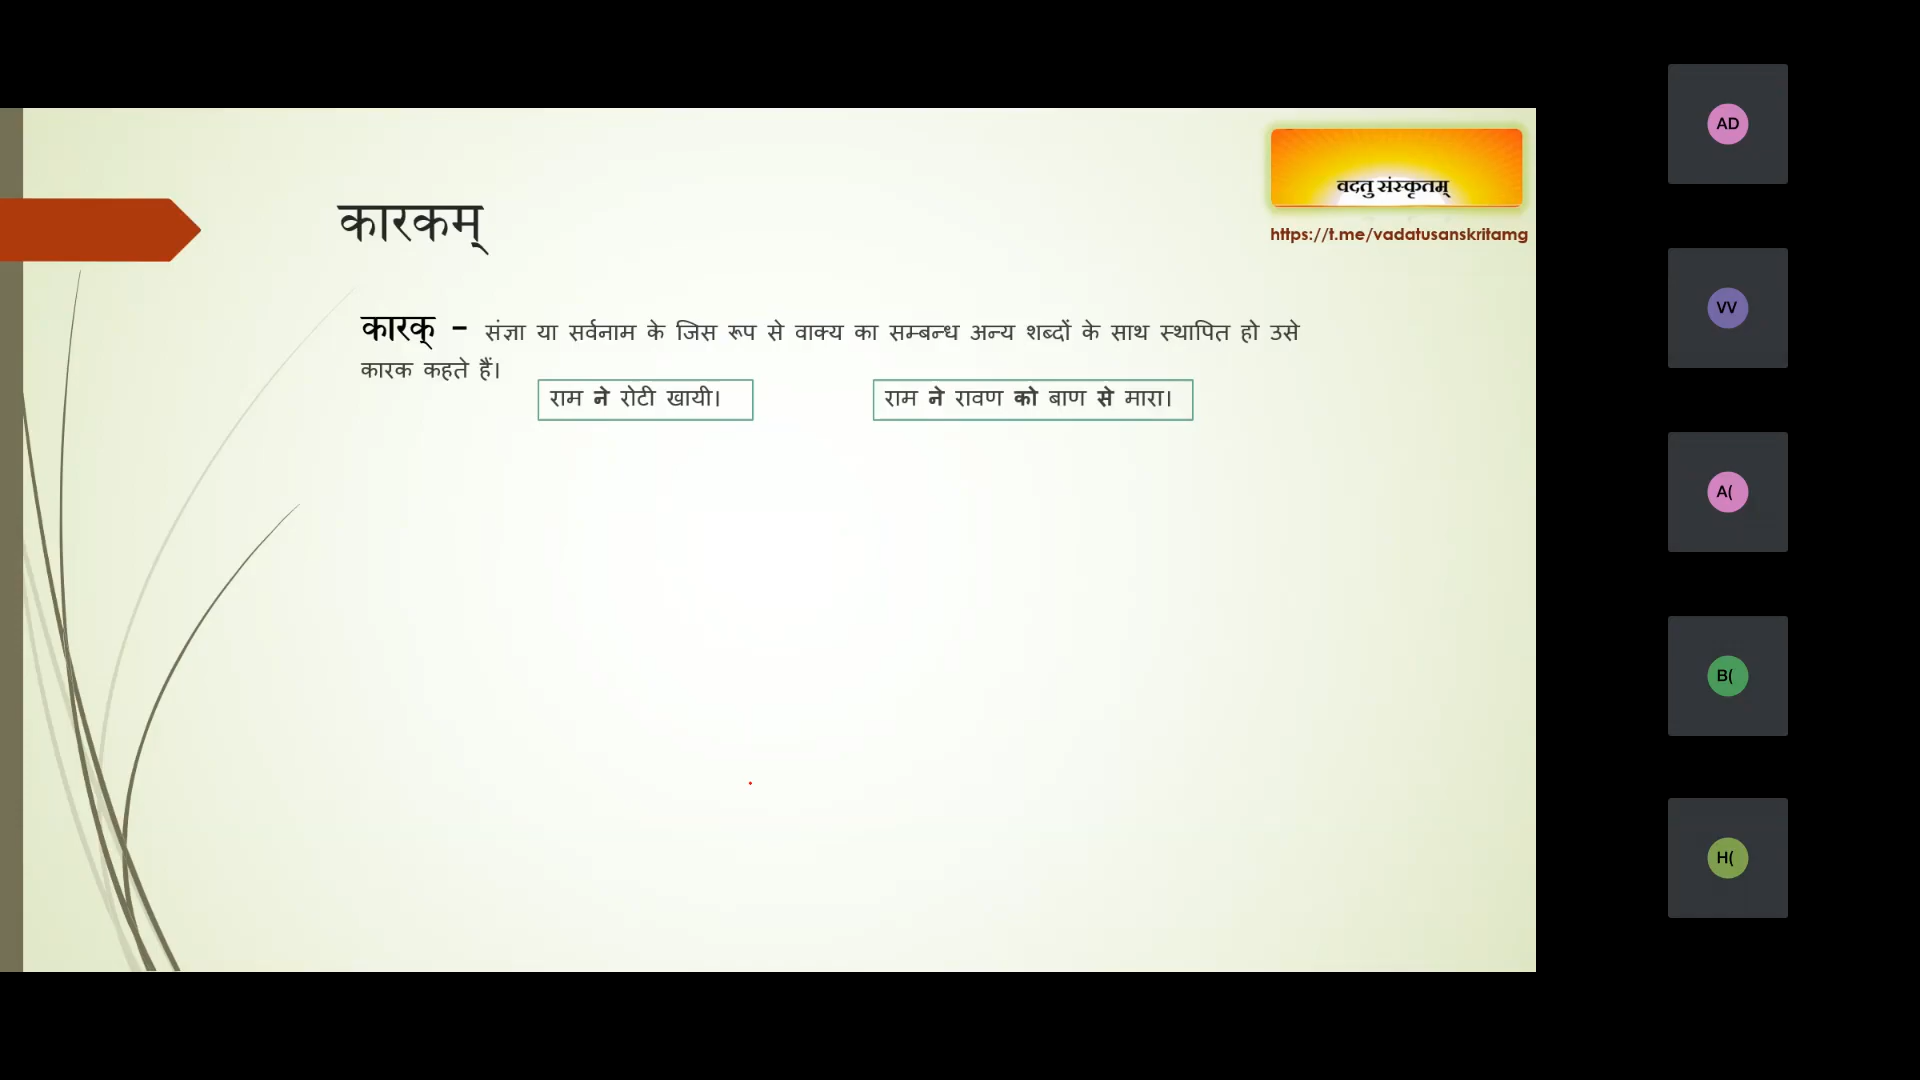 वदतु संस्कृतम्
https://t.me/vadatusanskritamg
कारकम्
कारक् – संज्ञा या सर्वनाम के जिस रूप से वाक्य का सम्बन्ध अन्य शब्दों के साथ स्थापित हो उसे
कारक कहते हैं।
राम ने रोटी खायी।
राम ने रावण को बाण से मारा।
AD
VV
A(
B(
H(